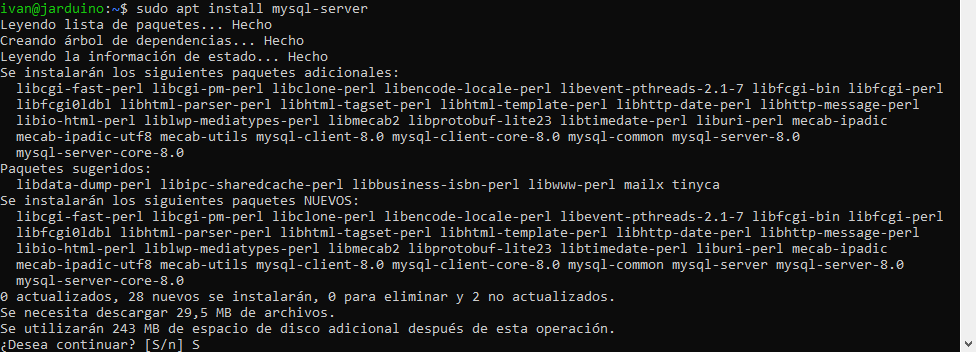 ivan@jarduino:~$ sudo apt install mysql-server
Leyendo lista de paquetes... Hecho
Creando árbol de dependencias... Hecho
Leyendo la información de estado... Hecho
Se instalarán los siguientes paquetes adicionales:
libcgi-fast-perl libcgi-pm-perl libclone-perl libencode-locale-perl libevent-pthreads-2.1-7 libfcgi-bin libfcgi-perl
libfcgi0ldbl libhtml-parser-perl libhtml-tagset-perl libhtml-template-perl libhttp-date-perl libhttp-message-perl
libio-html-perl liblwp-mediatypes-perl libmecab2 libprotobuf-lite23 libtimedate-perl liburi-perl mecab-ipadic
mecab-ipadic-utf8 mecab-utils mysql-client-8.0 mysql-client-core-8.0 mysql-common mysql-server-8.0
mysql-server-core-8.0
Paquetes sugeridos:
libdata-dump-perl libipc-sharedcache-perl libbusiness-isbn-perl libwww-perl mailx tinyca
Se instalarán los siguientes paquetes NUEVOS:
libcgi-fast-perl libcgi-pm-perl libclone-perl libencode-locale-perl libevent-pthreads-2.1-7 libfcgi-bin libfcgi-perl
libfcgi0ldbl libhtml-parser-perl libhtml-tagset-perl libhtml-template-perl libhttp-date-perl libhttp-message-perl
libio-html-perl liblwp-mediatypes-perl libmecab2 libprotobuf-lite23 libtimedate-perl liburi-perl mecab-ipadic
mecab-ipadic-utf8 mecab-utils mysql-client-8.0 mysql-client-core-8.0 mysql-common mysql-server mysql-server-8.0
mysql-server-core-8.0
0 actualizados, 28 nuevos se instalarán, 0 para eliminar y 2 no actualizados.
Se necesita descargar 29,5 MB de archivos.
Se utilizarán 243 MB de espacio de disco adicional después de esta operación.
¿Desea continuar? [S/n] S